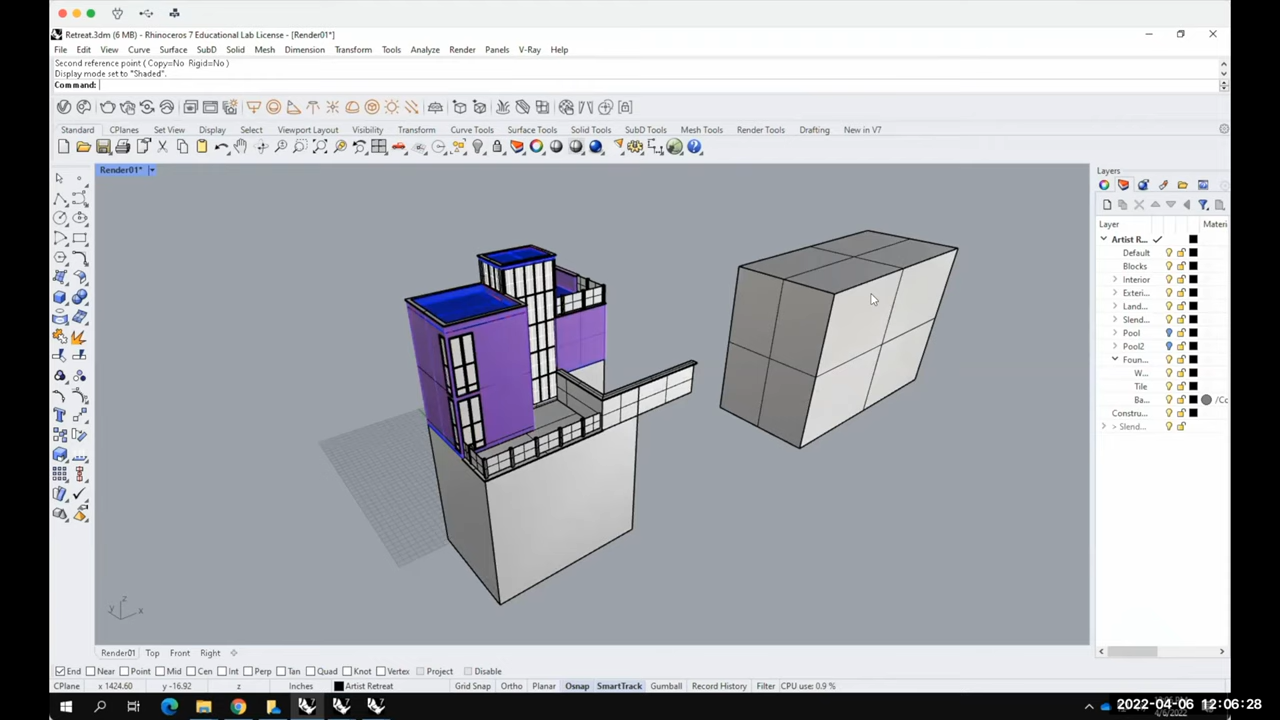 Retreat.3dm (6 MB) - Rhinoceros 7 Educational Lab License - [Render01*]
File Edit View Curve Surface SubD Solid Mesh Dimension Transform Tools Analyze Render Panels V-Ray Help
Second reference point ( Copy=No Rigid=No )
Display mode set to "Shaded".
Command:
Standard CPlanes Set View Display Select Viewport Layout Visibility Transform Curve Tools Surface Tools Solid Tools SubD Tools Mesh Tools Render Tools Drafting New in V7
Render01*
Layers
Layer Materi
Artist R...
Default
Blocks
Interior
Exteri...
Land...
Slend...
Pool
Pool2
Foun...
W...
Tile
Ba... /Cc
Constru...
> Slend...
z
y x
Render01 Top Front Right
End Near Point Mid Cen Int Perp Tan Quad Knot Vertex Project Disable
CPlane x 1424.60 y -16.92 z Inches Artist Retreat Grid Snap Ortho Planar Osnap SmartTrack Gumball Record History Filter CPU use: 0.9 %
2022-04-06 12:06:28